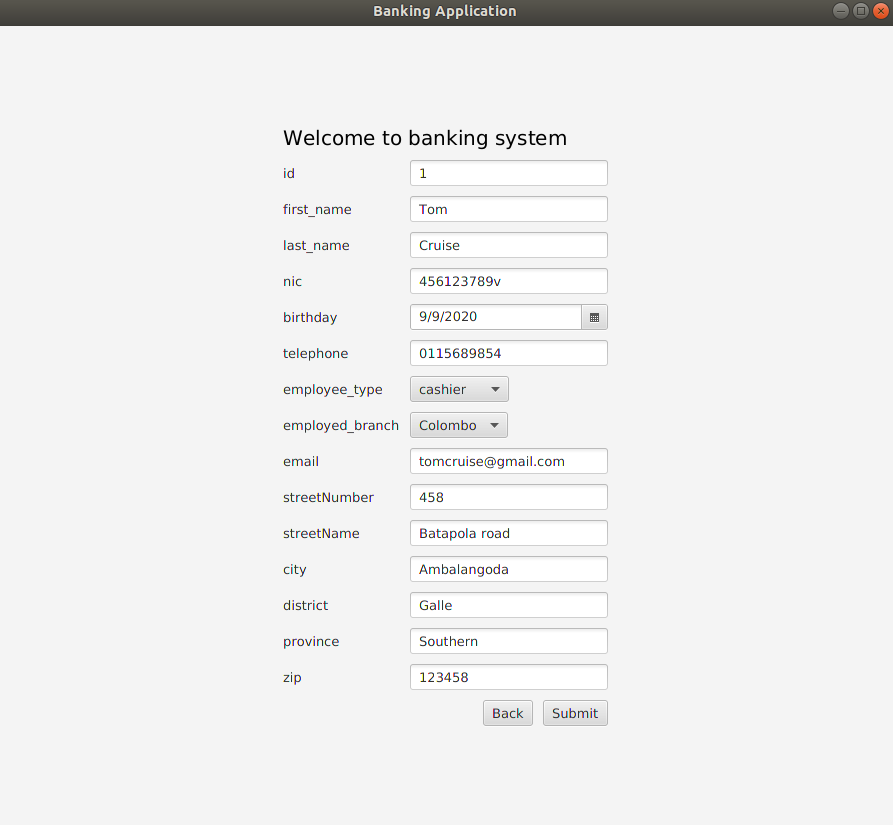 Banking Application
Welcome to banking system
id 1
first_name Tom
last_name Cruise
nic 456123789v
birthday 9/9/2020
telephone 0115689854
employee_type cashier
employed_branch Colombo
email tomcruise@gmail.com
streetNumber 458
streetName Batapola road
city Ambalangoda
district Galle
province Southern
zip 123458
Back Submit